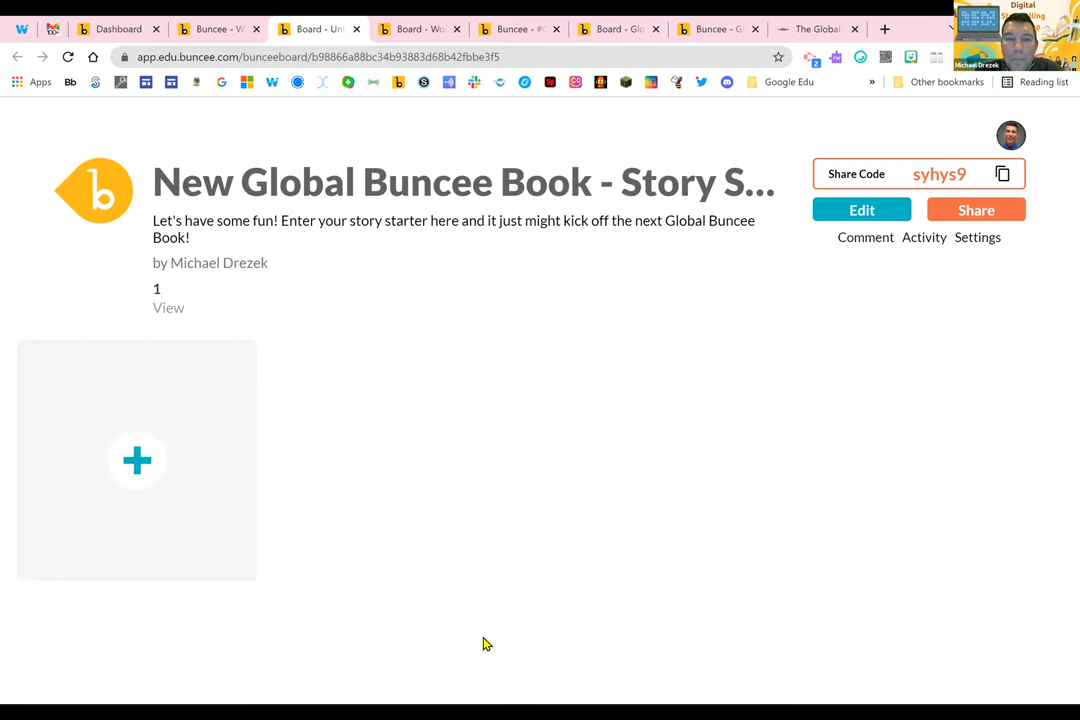 Dashboard
Buncee - W
Board - Unt
Board - Wo
Buncee - #
Board - Glo
Buncee - G
The Global
app.edu.buncee.com/bunceeboard/b98866a88bc34b93883d68b42fbbe3f5
Apps
Bb
Google Edu
»
Other bookmarks
Reading list
Digital
Michael Drezek
New Global Buncee Book - Story S...
Let's have some fun! Enter your story starter here and it just might kick off the next Global Buncee
Book!
by Michael Drezek
1
View
Share Code
syhys9
Edit
Share
Comment Activity Settings